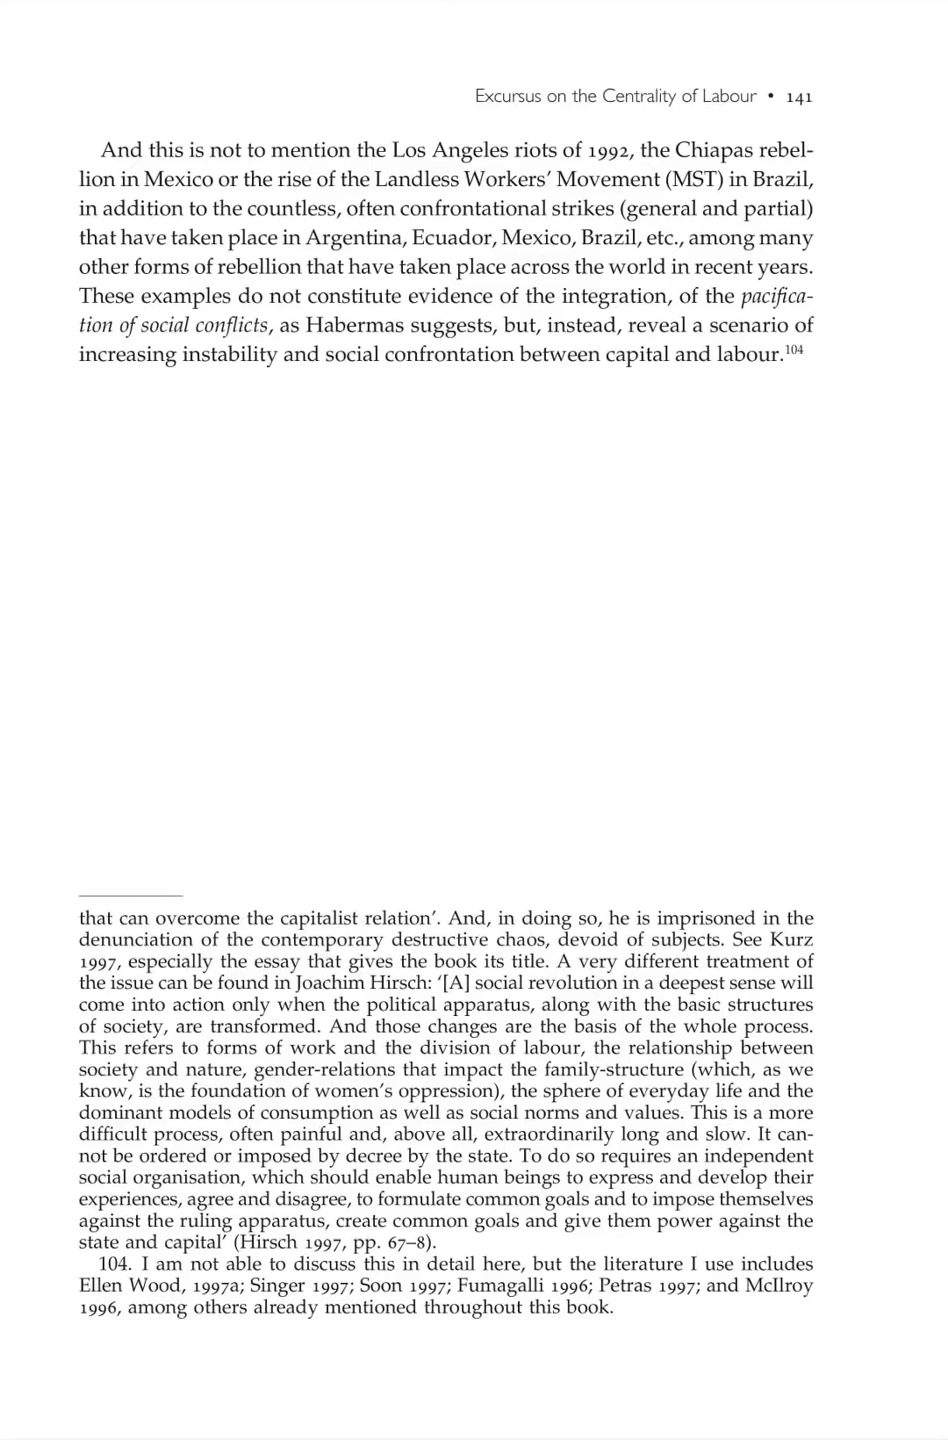 Excursus on the Centrality of Labour • 141
And this is not to mention the Los Angeles riots of 1992, the Chiapas rebel-
lion in Mexico or the rise of the Landless Workers’ Movement (MST) in Brazil,
in addition to the countless, often confrontational strikes (general and partial)
that have taken place in Argentina, Ecuador, Mexico, Brazil, etc., among many
other forms of rebellion that have taken place across the world in recent years.
These examples do not constitute evidence of the integration, of the pacifica-
tion of social conflicts, as Habermas suggests, but, instead, reveal a scenario of
increasing instability and social confrontation between capital and labour.104
that can overcome the capitalist relation’. And, in doing so, he is imprisoned in the
denunciation of the contemporary destructive chaos, devoid of subjects. See Kurz
1997, especially the essay that gives the book its title. A very different treatment of
the issue can be found in Joachim Hirsch: ‘[A] social revolution in a deepest sense will
come into action only when the political apparatus, along with the basic structures
of society, are transformed. And those changes are the basis of the whole process.
This refers to forms of work and the division of labour, the relationship between
society and nature, gender-relations that impact the family-structure (which, as we
know, is the foundation of women’s oppression), the sphere of everyday life and the
dominant models of consumption as well as social norms and values. This is a more
difficult process, often painful and, above all, extraordinarily long and slow. It can-
not be ordered or imposed by decree by the state. To do so requires an independent
social organisation, which should enable human beings to express and develop their
experiences, agree and disagree, to formulate common goals and to impose themselves
against the ruling apparatus, create common goals and give them power against the
state and capital’ (Hirsch 1997, pp. 67–8).
104. I am not able to discuss this in detail here, but the literature I use includes
Ellen Wood, 1997a; Singer 1997; Soon 1997; Fumagalli 1996; Petras 1997; and McIlroy
1996, among others already mentioned throughout this book.